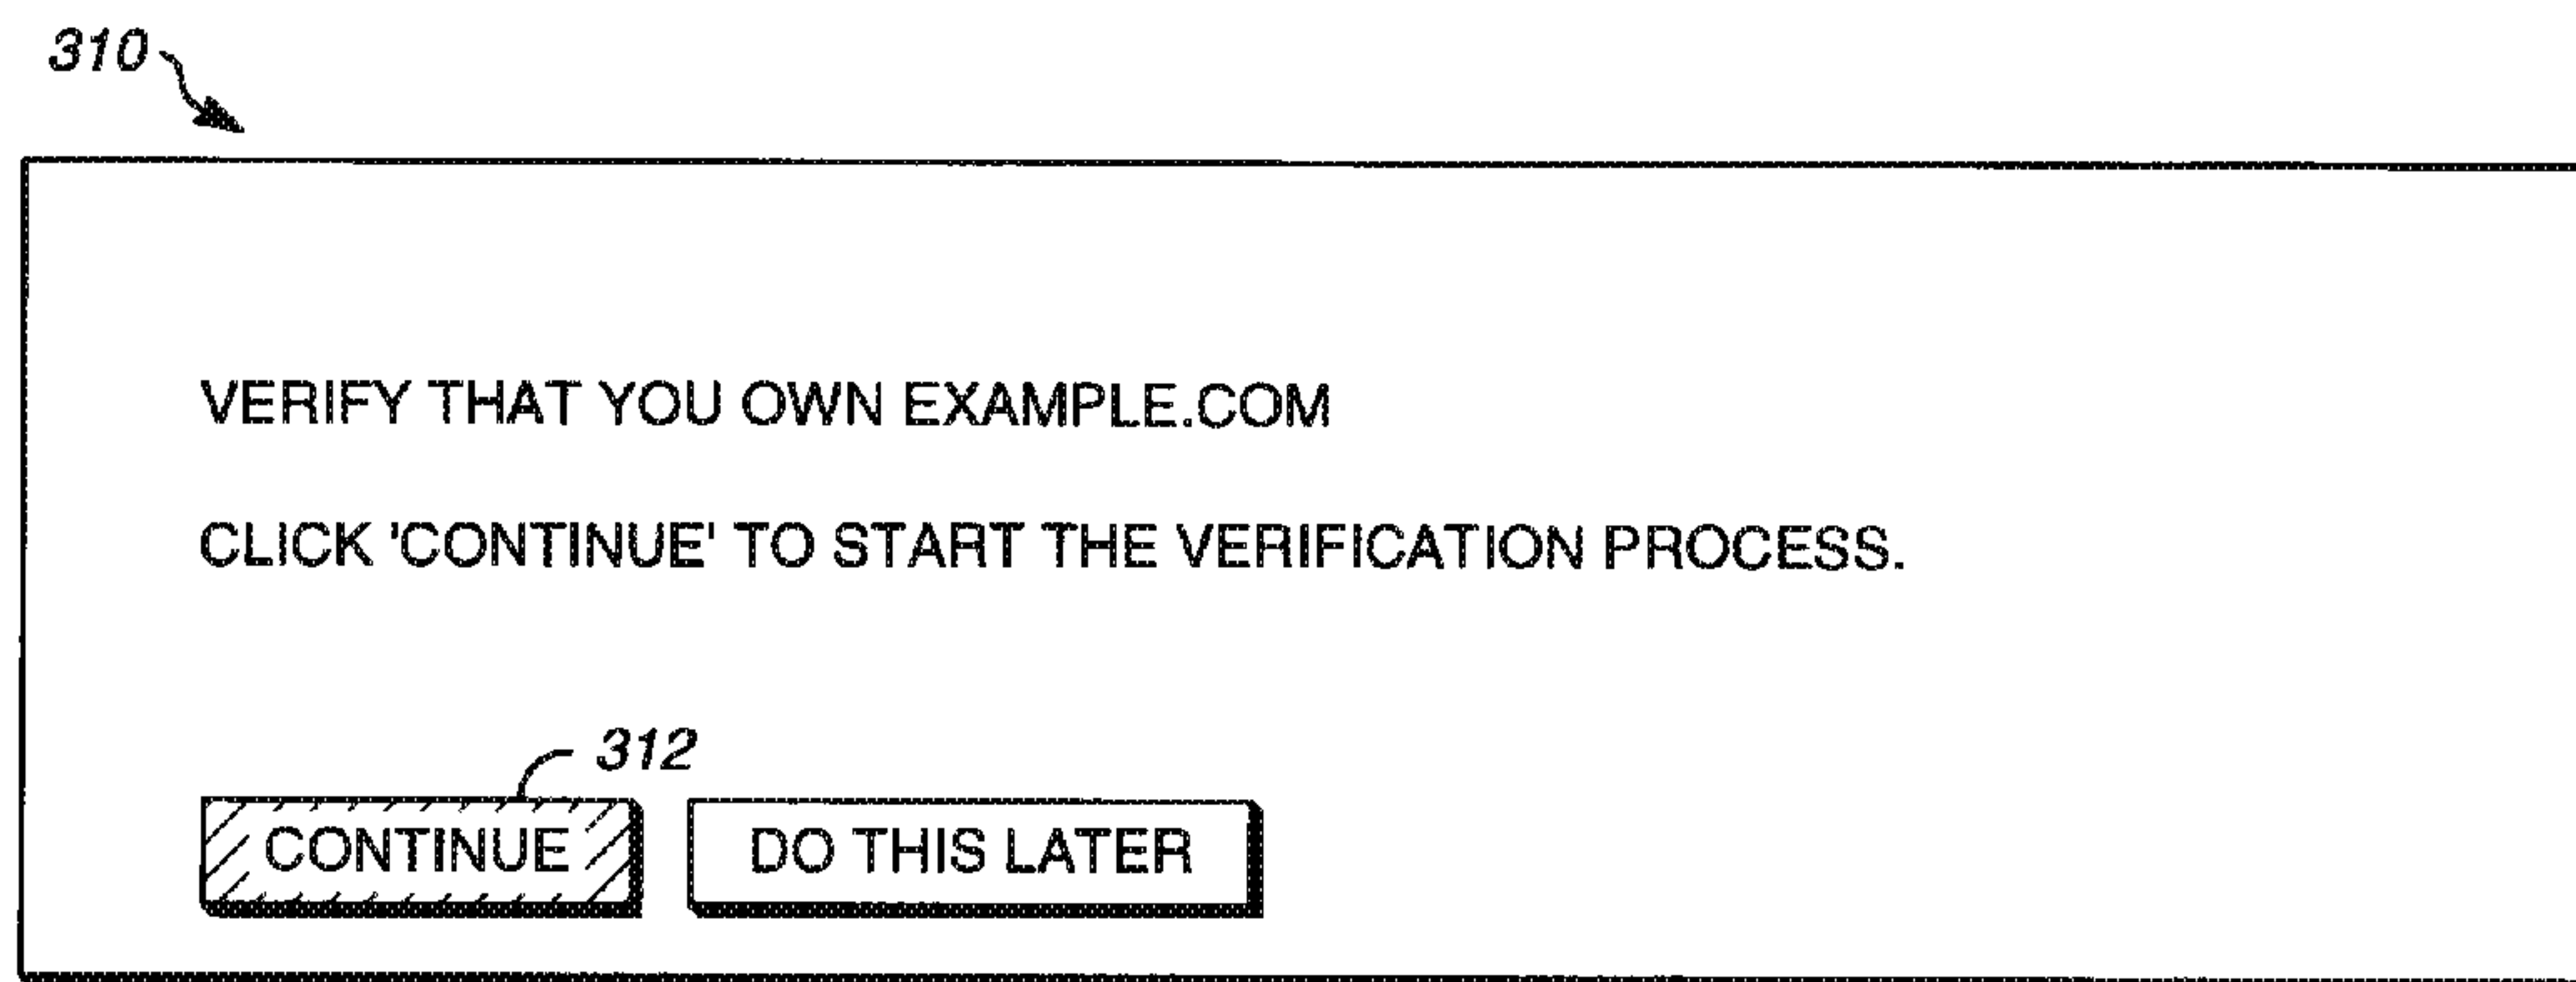 310
VERIFY THAT YOU OWN EXAMPLE.COM
CLICK 'CONTINUE' TO START THE VERIFICATION PROCESS.
312
CONTINUE DO THIS LATER